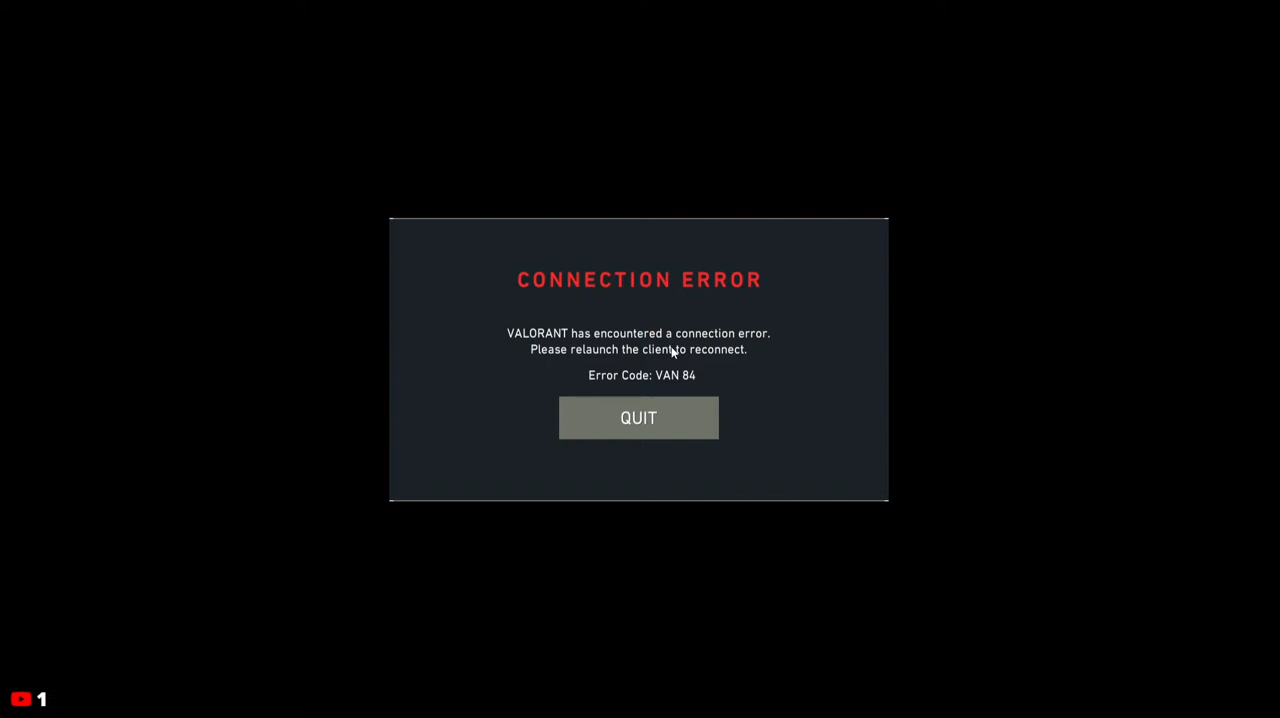 CONNECTION ERROR
VALORANT has encountered a connection error.
Please relaunch the client to reconnect.
Error Code: VAN 84
QUIT
1